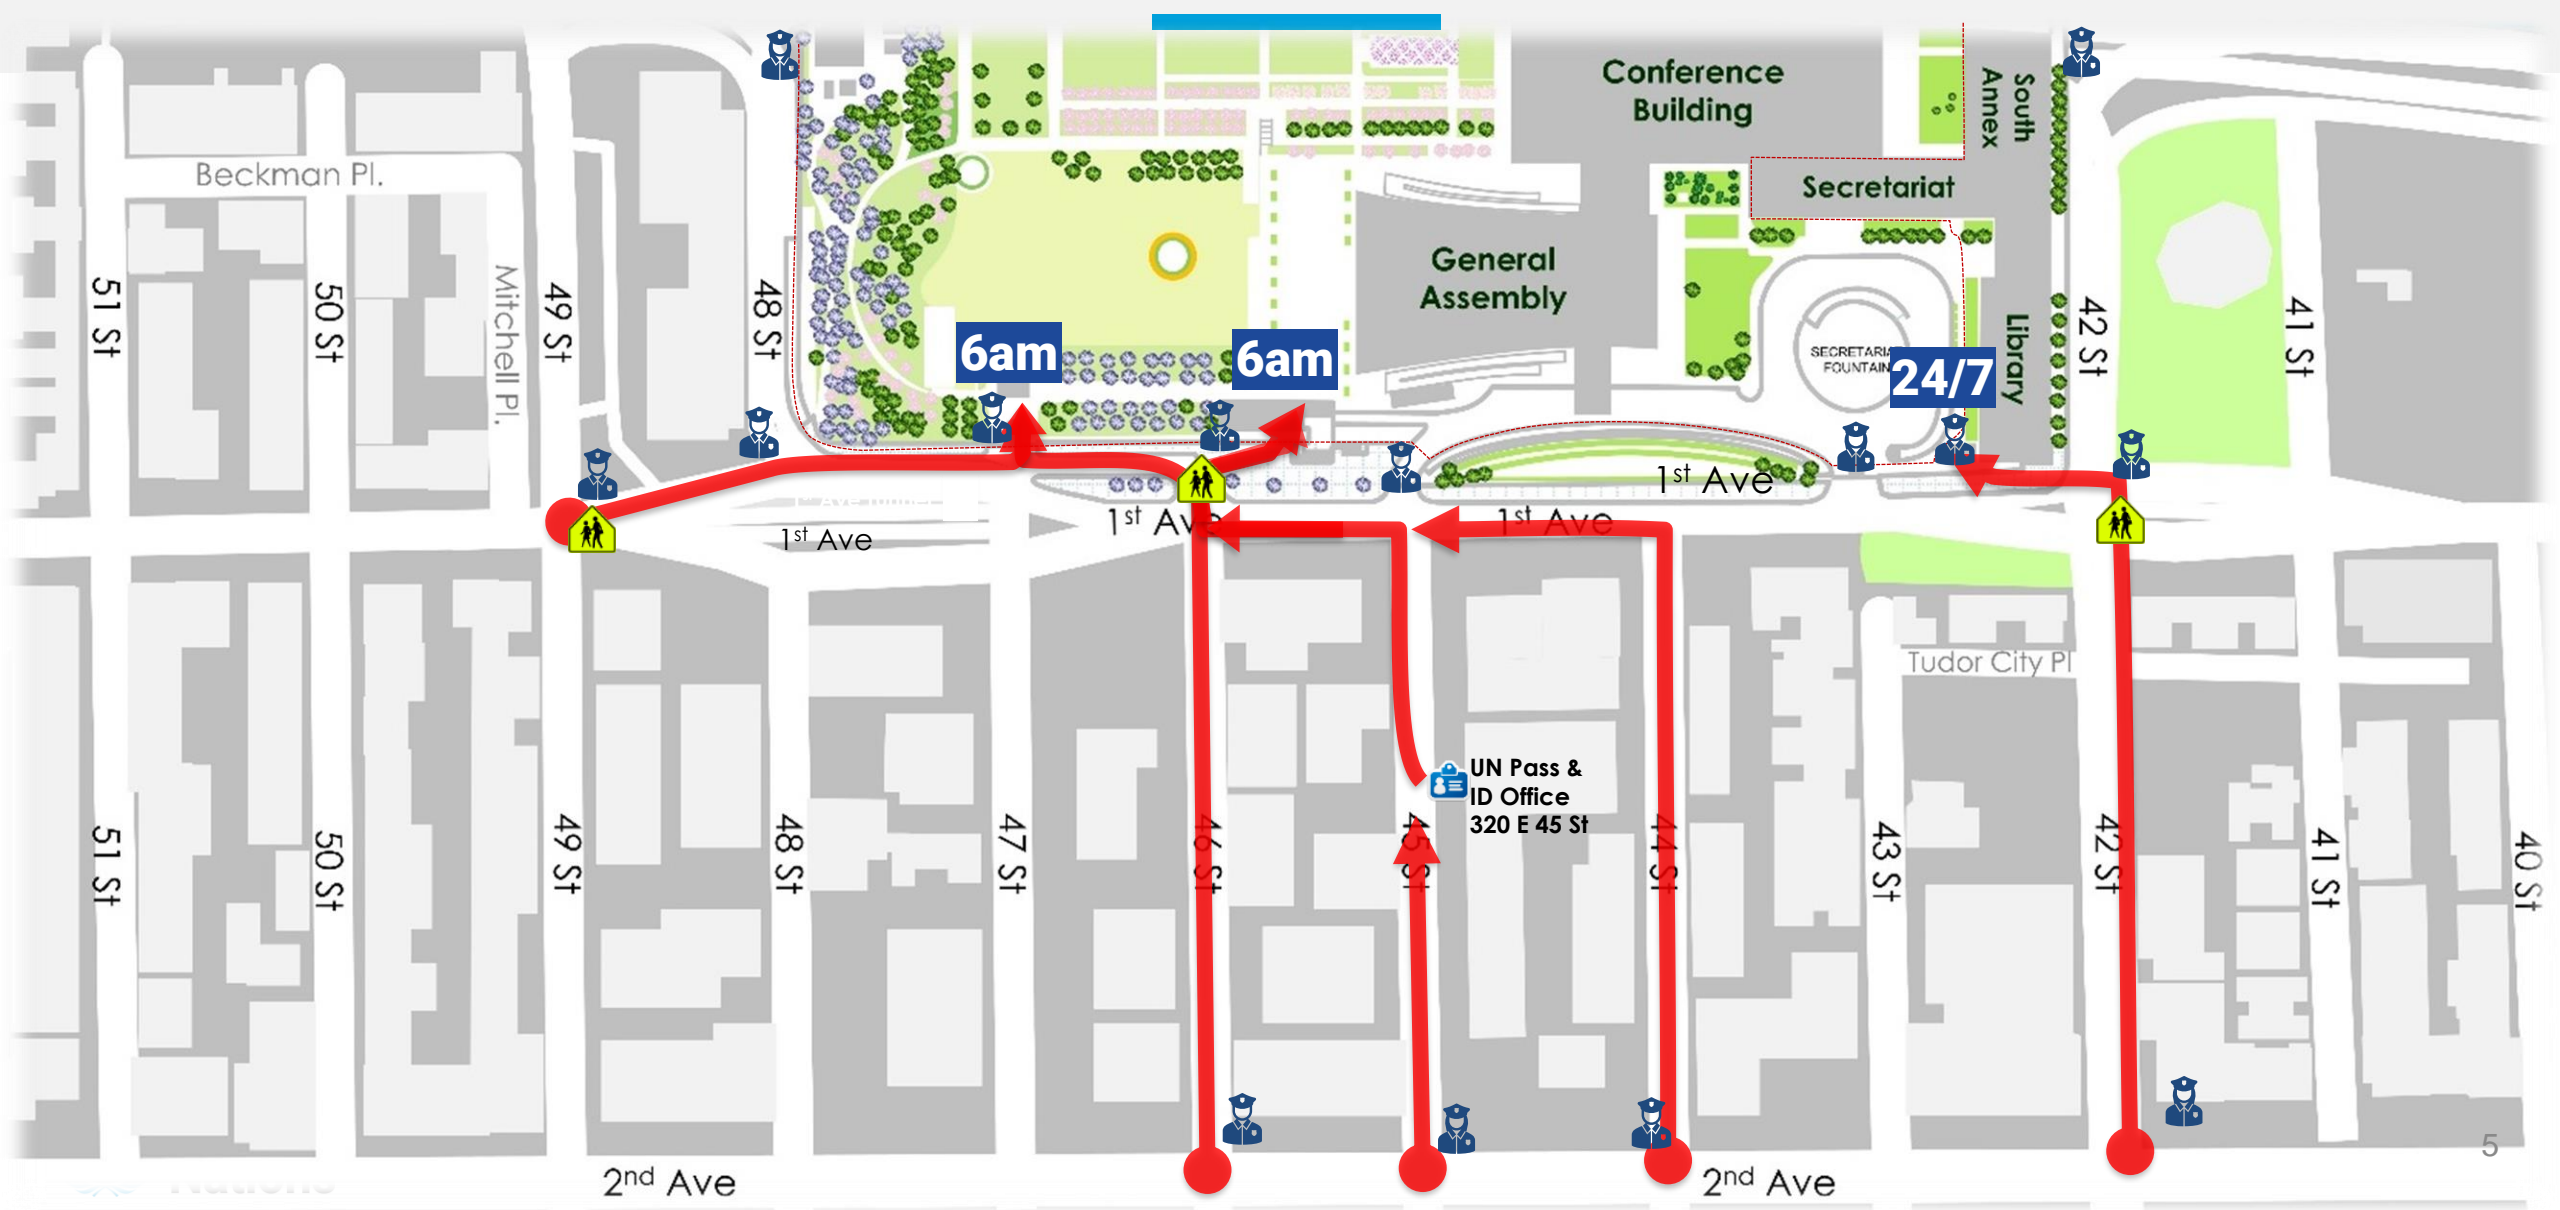 Conference
Building
South
Annex
Secretariat
Beckman Pl.
General
Assembly
51 St
50 St
Mitchell Pl.
49 St
48 St
6am
6am
SECRETARIAT
FOUNTAIN
24/7
Library
42 St
41 St
1st Ave
1st Ave
1st Ave
1st Ave
Tudor City Pl
UN Pass &
ID Office
320 E 45 St
51 St
50 St
49 St
48 St
47 St
46 St
45 St
44 St
43 St
42 St
41 St
40 St
5
2nd Ave
2nd Ave